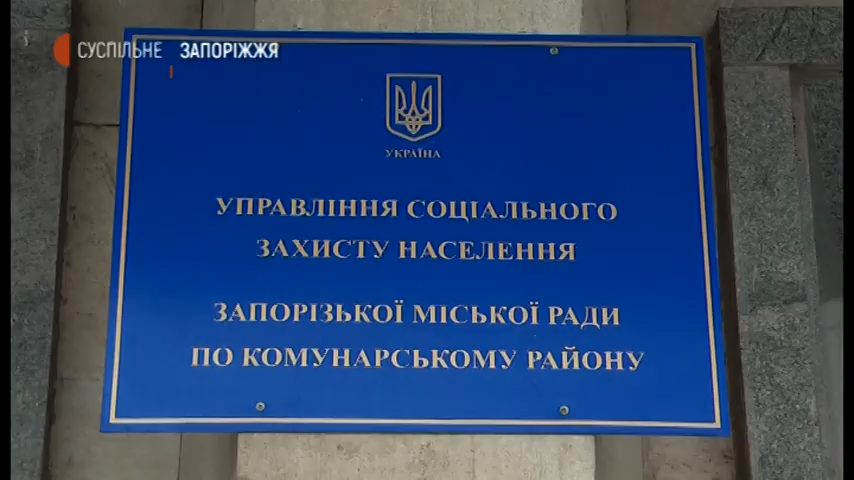 СУСПІЛЬНЕ ЗАПОРІЖЖЯ
УКРАЇНА
УПРАВЛІННЯ СОЦІАЛЬНОГО
ЗАХИСТУ НАСЕЛЕННЯ
ЗАПОРІЗЬКОЇ МІСЬКОЇ РАДИ
ПО КОМУНАРСЬКОМУ РАЙОНУ